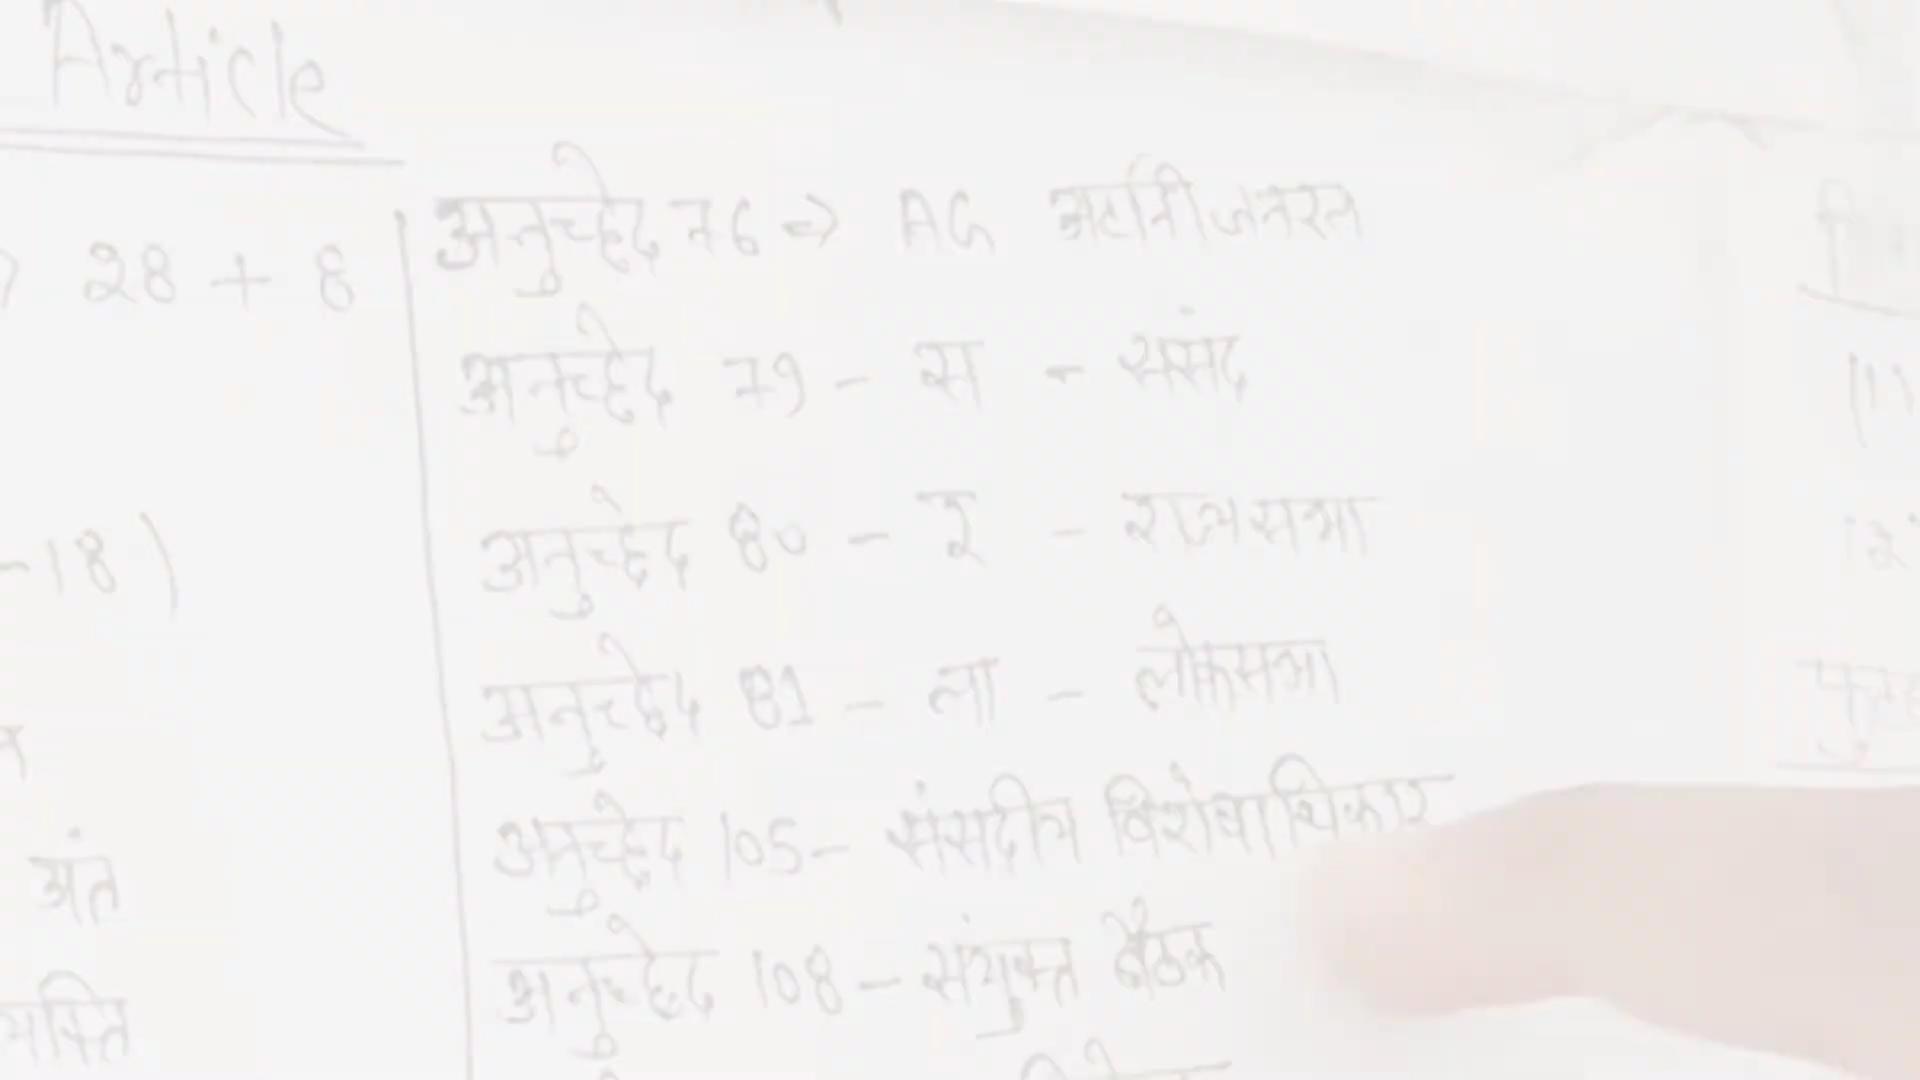 Article
28 + 8
-18)
अंत
अनुच्छेद 76 => AG अटॉर्नी जनरल
अनुच्छेद 79 - स - संसद
अनुच्छेद 80 - रा - राज्यसभा
अनुच्छेद 81 - ला - लोकसभा
अनुच्छेद 105 - संसदीय विशेषाधिकार
अनुच्छेद 108 - संयुक्त बैठक